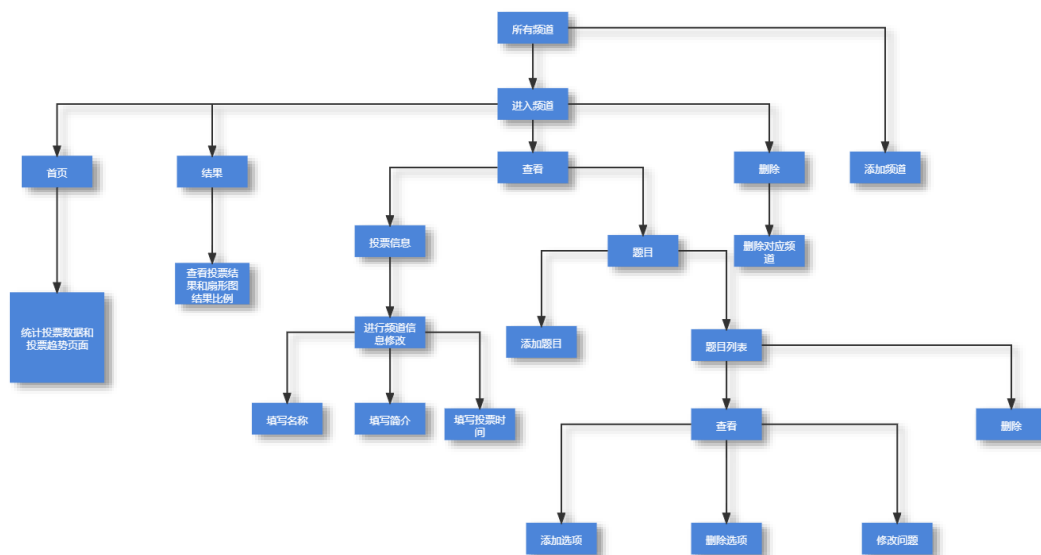 所有频道
进入频道
首页
结果
查看
删除
添加频道
投票信息
题目
删除对应频
道
查看投票结
果和扇形图
结果比例
统计投票数据和
投票趋势页面
进行频道信
息修改
添加题目
题目列表
填写名称
填写简介
填写投票时
间
查看
删除
添加选项
删除选项
修改问题